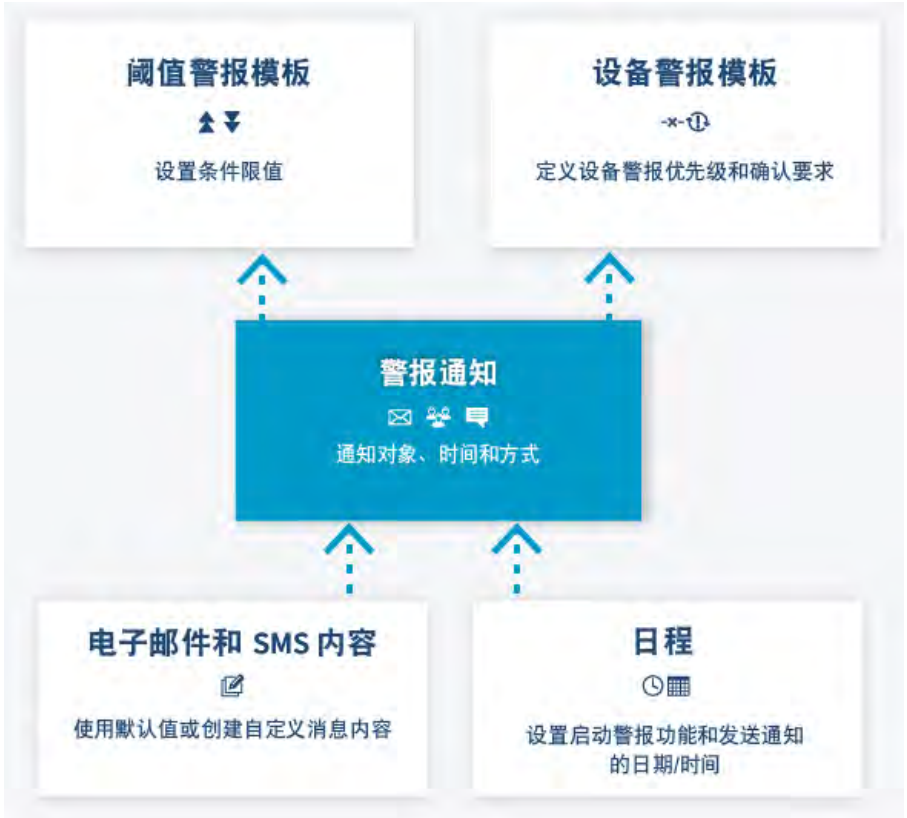 阈值警报模板
设置条件限值
设备警报模板
定义设备警报优先级和确认要求
警报通知
通知对象、时间和方式
电子邮件和 SMS 内容
使用默认值或创建自定义消息内容
日程
设置启动警报功能和发送通知
的日期/时间